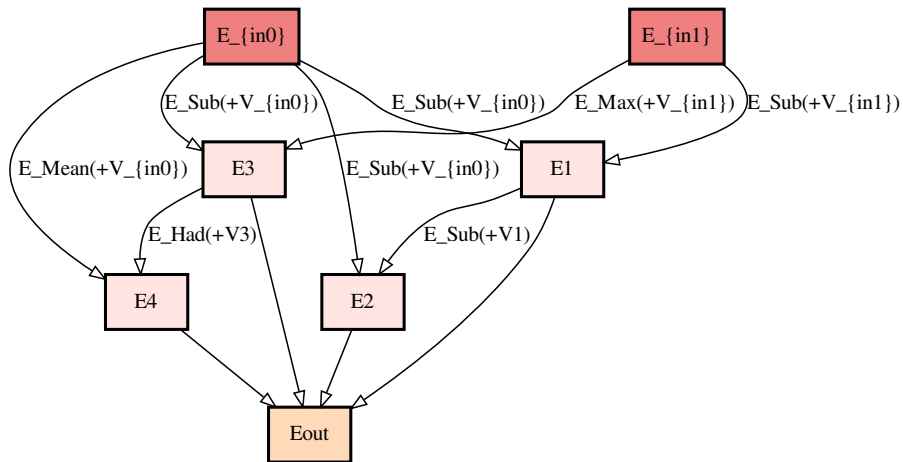 E_{in0}
E_{in1}
E_Sub(+V_{in0})
E_Sub(+V_{in0})
E_Max(+V_{in1})
E_Sub(+V_{in1})
E_Mean(+V_{in0})
E3
E_Sub(+V_{in0})
E1
E_Had(+V3)
E_Sub(+V1)
E4
E2
Eout